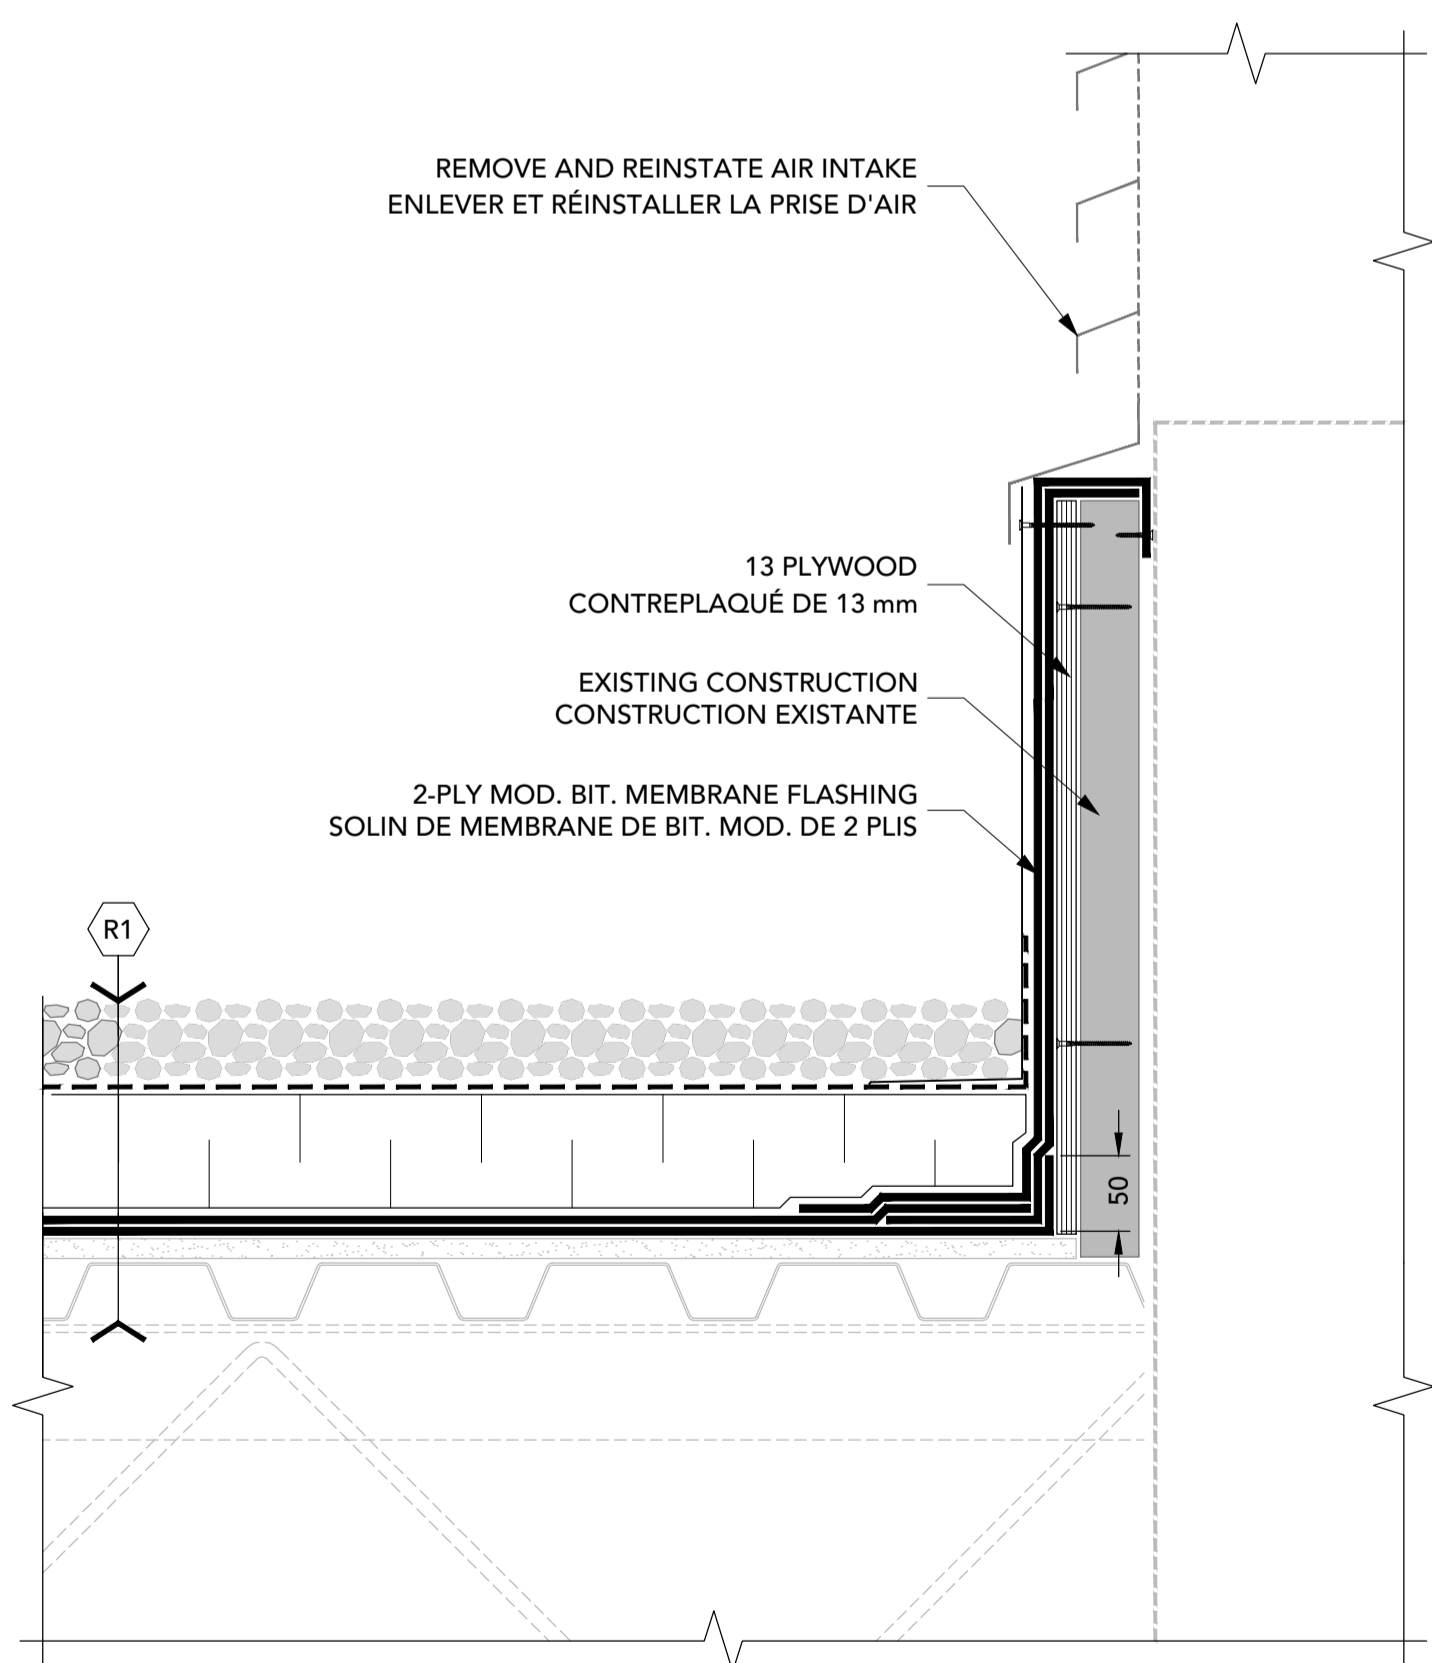 REMOVE AND REINSTATE AIR INTAKE
ENLEVER ET RÉINSTALLER LA PRISE D'AIR
13 PLYWOOD
CONTREPLAQUÉ DE 13 mm
EXISTING CONSTRUCTION
CONSTRUCTION EXISTANTE
2-PLY MOD. BIT. MEMBRANE FLASHING
SOLIN DE MEMBRANE DE BIT. MOD. DE 2 PLIS
R1
50